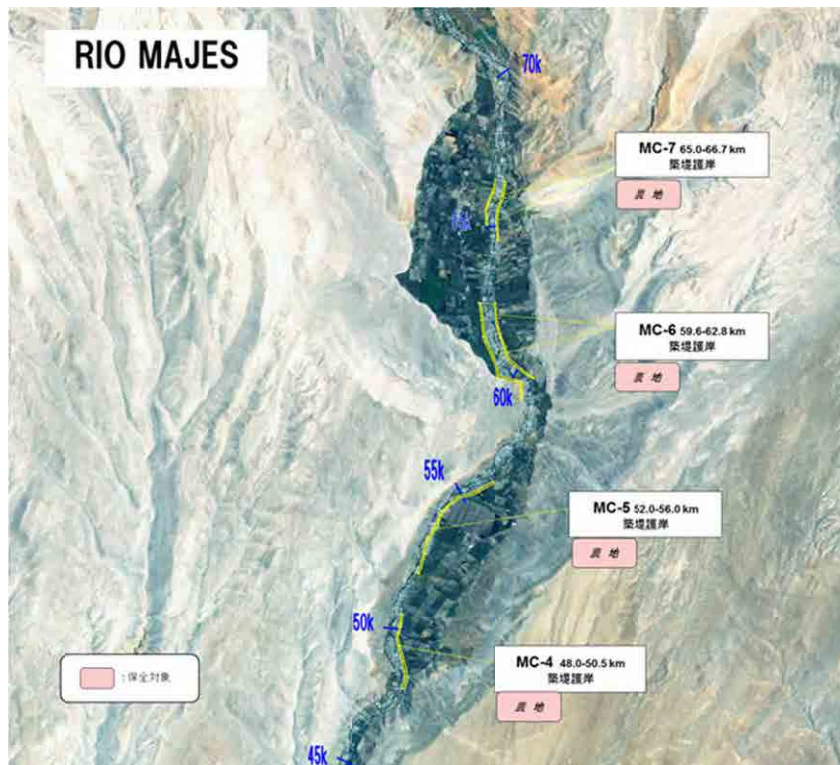 RIO MAJES
70k
MC-7 65.0-66.7 km
築堤護岸
農 地
65k
MC-6 59.6-62.8 km
築堤護岸
農 地
60k
55k
MC-5 52.0-56.0 km
築堤護岸
農 地
50k
MC-4 48.0-50.5 km
築堤護岸
農 地
:保全対象
45k